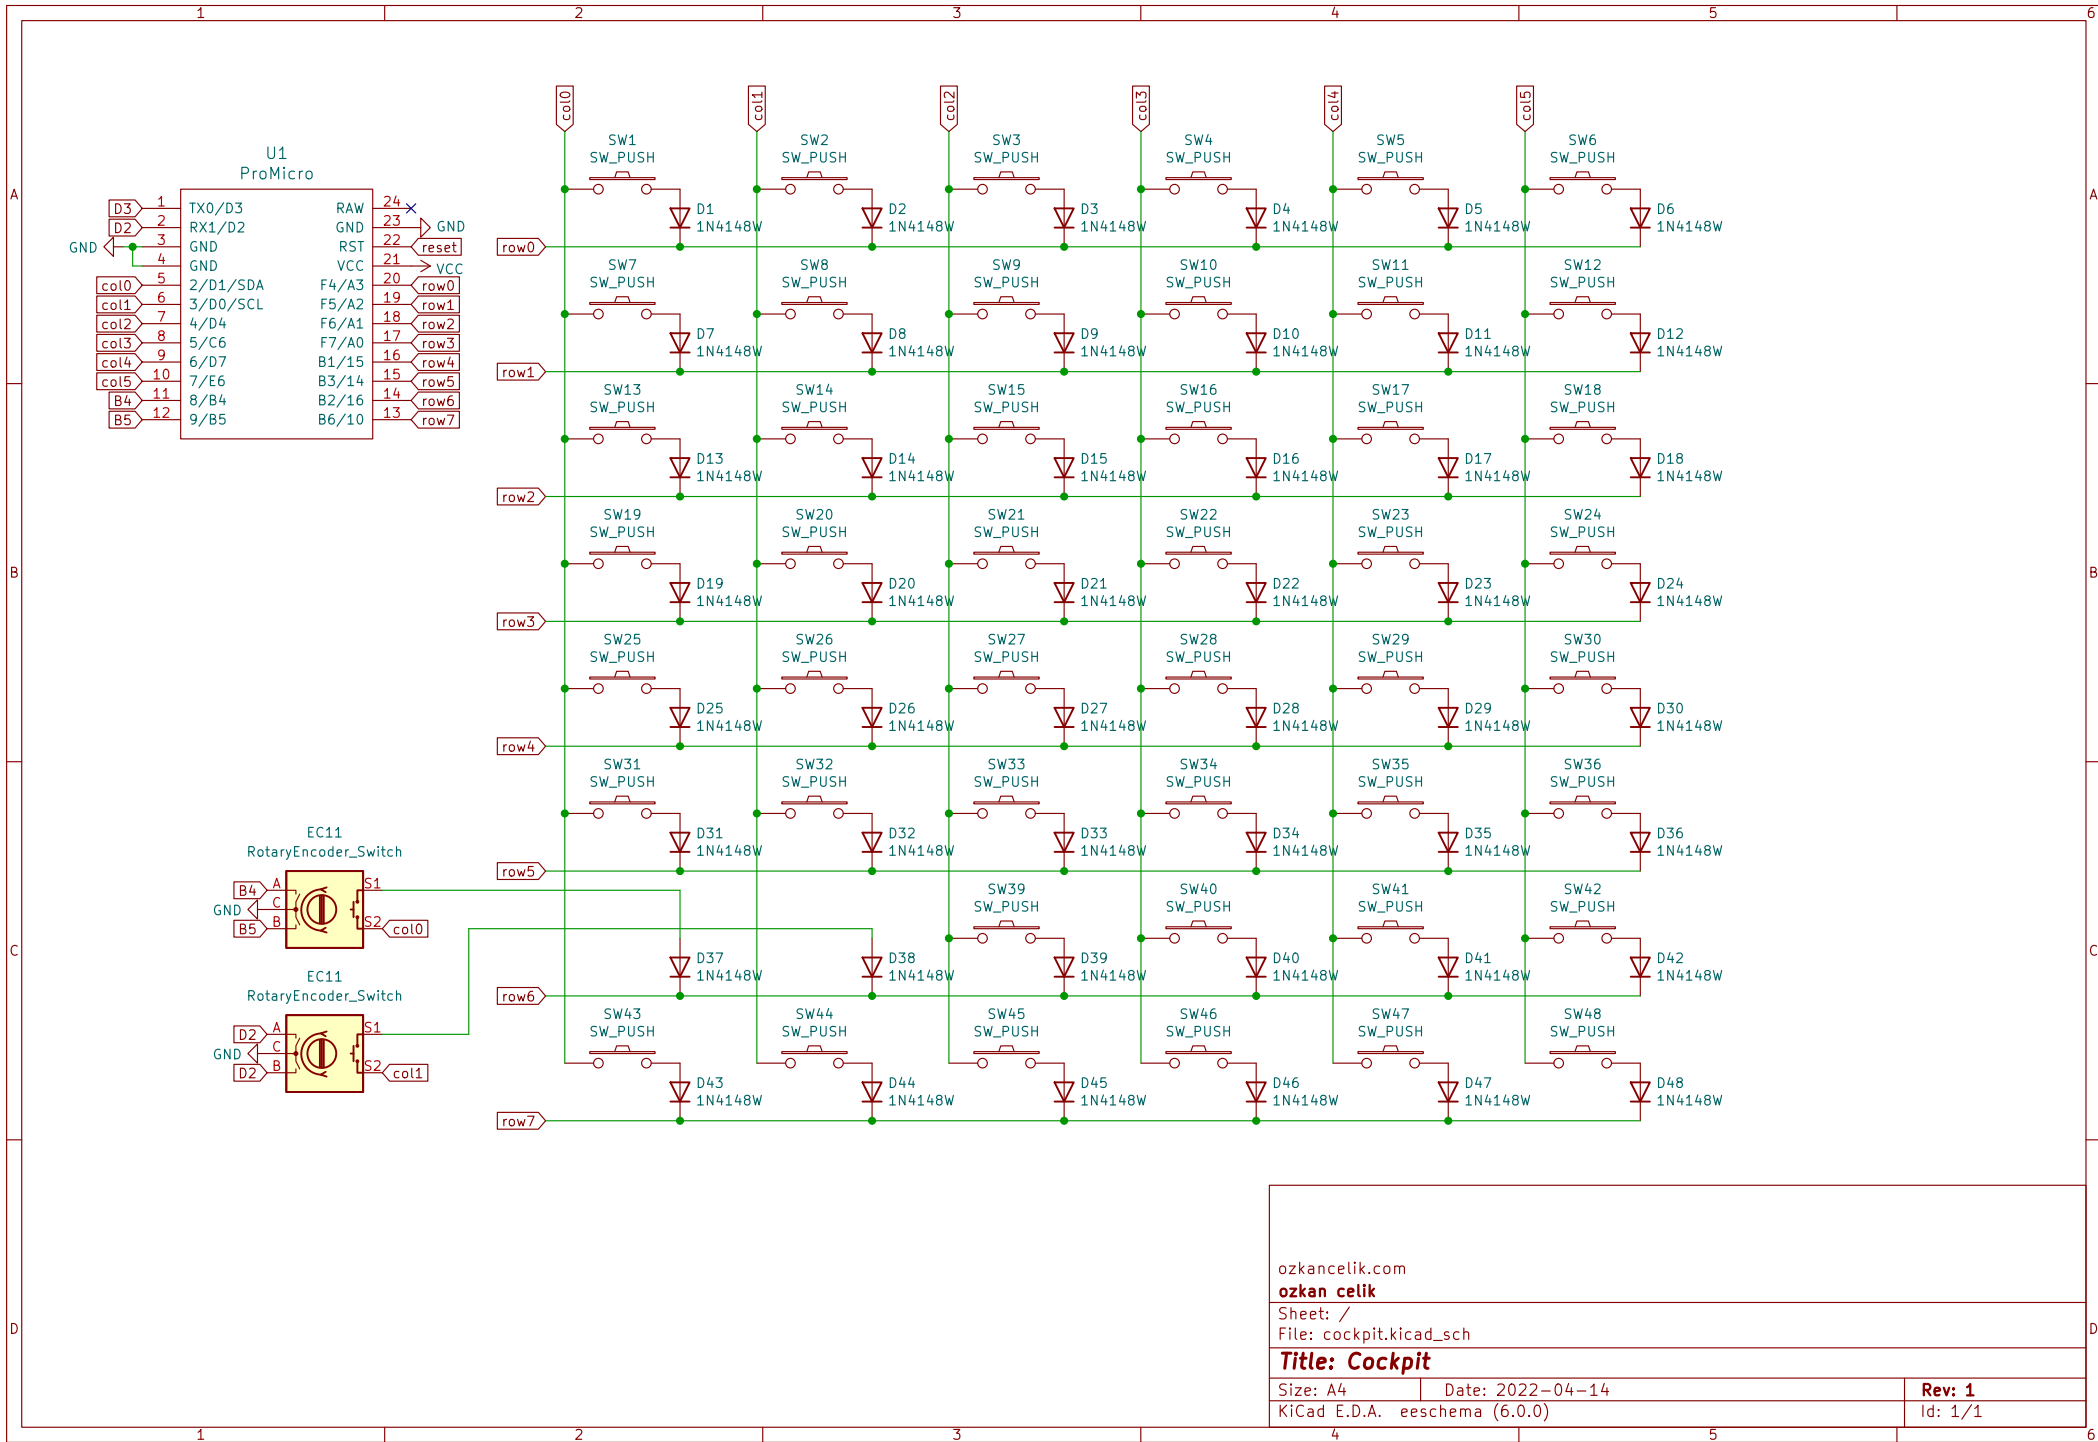 1 2 3 4 5 6
A A
B B
C C
D D
U1
ProMicro
D3 1 TX0/D3 RAW 24
D2 2 RX1/D2 GND 23 GND
GND 3 GND RST 22 reset
4 GND VCC 21 VCC
col0 5 2/D1/SDA F4/A3 20 row0
col1 6 3/D0/SCL F5/A2 19 row1
col2 7 4/D4 F6/A1 18 row2
col3 8 5/C6 F7/A0 17 row3
col4 9 6/D7 B1/15 16 row4
col5 10 7/E6 B3/14 15 row5
B4 11 8/B4 B2/16 14 row6
B5 12 9/B5 B6/10 13 row7
col0 col1 col2 col3 col4 col5
SW1 SW2 SW3 SW4 SW5 SW6
SW_PUSH SW_PUSH SW_PUSH SW_PUSH SW_PUSH SW_PUSH
D1 D2 D3 D4 D5 D6
1N4148W 1N4148W 1N4148W 1N4148W 1N4148W 1N4148W
row0
SW7 SW8 SW9 SW10 SW11 SW12
SW_PUSH SW_PUSH SW_PUSH SW_PUSH SW_PUSH SW_PUSH
D7 D8 D9 D10 D11 D12
1N4148W 1N4148W 1N4148W 1N4148W 1N4148W 1N4148W
row1
SW13 SW14 SW15 SW16 SW17 SW18
SW_PUSH SW_PUSH SW_PUSH SW_PUSH SW_PUSH SW_PUSH
D13 D14 D15 D16 D17 D18
1N4148W 1N4148W 1N4148W 1N4148W 1N4148W 1N4148W
row2
SW19 SW20 SW21 SW22 SW23 SW24
SW_PUSH SW_PUSH SW_PUSH SW_PUSH SW_PUSH SW_PUSH
D19 D20 D21 D22 D23 D24
1N4148W 1N4148W 1N4148W 1N4148W 1N4148W 1N4148W
row3
SW25 SW26 SW27 SW28 SW29 SW30
SW_PUSH SW_PUSH SW_PUSH SW_PUSH SW_PUSH SW_PUSH
D25 D26 D27 D28 D29 D30
1N4148W 1N4148W 1N4148W 1N4148W 1N4148W 1N4148W
row4
SW31 SW32 SW33 SW34 SW35 SW36
SW_PUSH SW_PUSH SW_PUSH SW_PUSH SW_PUSH SW_PUSH
D31 D32 D33 D34 D35 D36
1N4148W 1N4148W 1N4148W 1N4148W 1N4148W 1N4148W
row5
SW39 SW40 SW41 SW42
SW_PUSH SW_PUSH SW_PUSH SW_PUSH
D37 D38 D39 D40 D41 D42
1N4148W 1N4148W 1N4148W 1N4148W 1N4148W 1N4148W
row6
SW43 SW44 SW45 SW46 SW47 SW48
SW_PUSH SW_PUSH SW_PUSH SW_PUSH SW_PUSH SW_PUSH
D43 D44 D45 D46 D47 D48
1N4148W 1N4148W 1N4148W 1N4148W 1N4148W 1N4148W
row7
EC11
RotaryEncoder_Switch
B4 A S1
GND C
B5 B S2 col0
EC11
RotaryEncoder_Switch
D2 A S1
GND C
D2 B S2 col1
ozkancelik.com
ozkan celik
Sheet: /
File: cockpit.kicad_sch
Title: Cockpit
Size: A4 Date: 2022-04-14 Rev: 1
KiCad E.D.A. eeschema (6.0.0) Id: 1/1
1 2 3 4 5 6